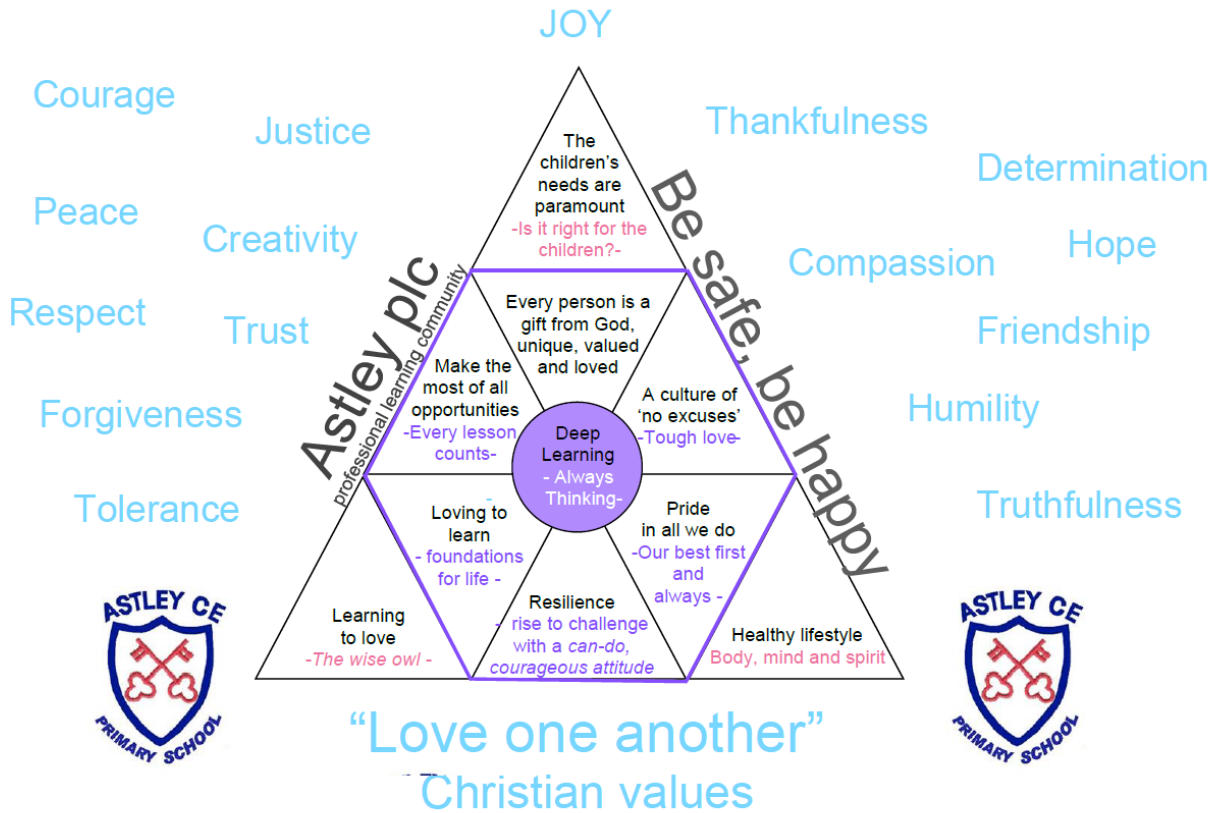 JOY
Courage
Justice
Thankfulness
Determination
Peace
Creativity
Compassion
Hope
Respect
Trust
Friendship
Forgiveness
Humility
Tolerance
Truthfulness
The
children's
needs are
paramount
-Is it right for the
children?-
Astley plc
professional learning community
Be safe, be happy
Every person is a
gift from God,
unique, valued
and loved
Make the
most of all
opportunities
-Every lesson
counts-
A culture of
‘no excuses’
-Tough love-
Deep
Learning
- Always
Thinking-
Loving to
learn
- foundations
for life -
Pride
in all we do
-Our best first
and
always -
Resilience
- rise to challenge
with a can-do,
courageous attitude
Learning
to love
-The wise owl -
Healthy lifestyle
Body, mind and spirit
ASTLEY CE
PRIMARY SCHOOL
ASTLEY CE
PRIMARY SCHOOL
“Love one another”
Christian values